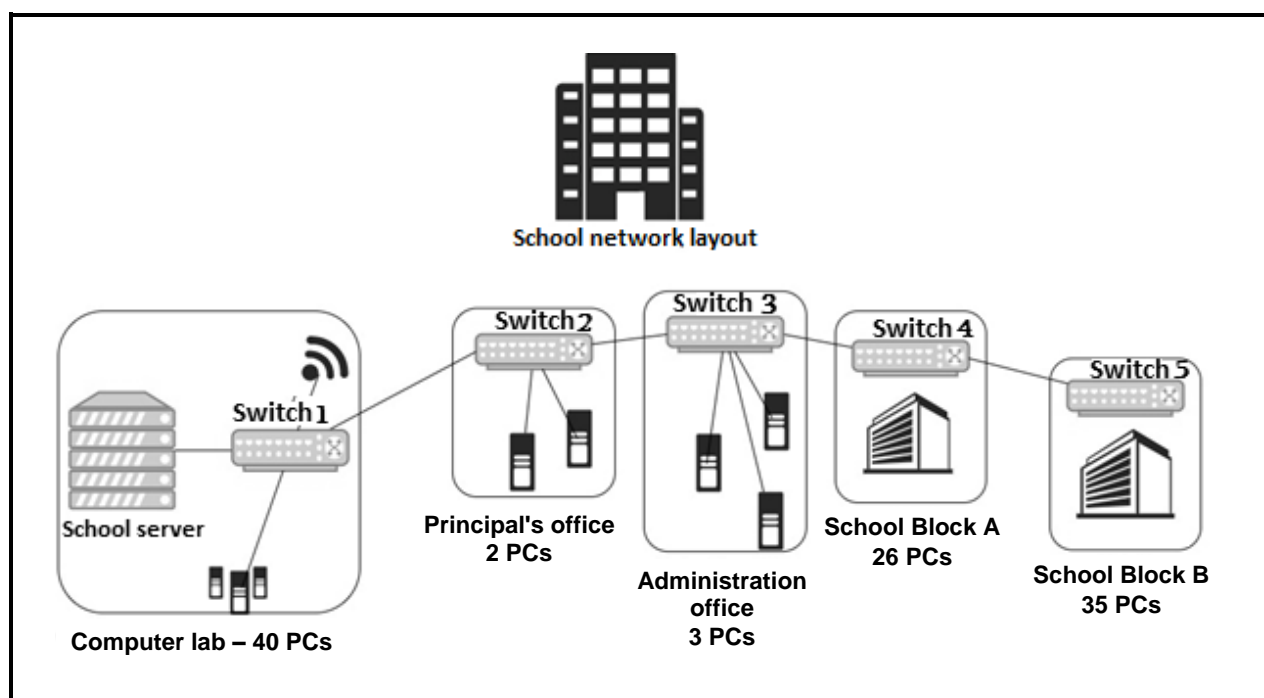 School network layout
Switch 1
School server
Computer lab – 40 PCs
Switch 2
Principal's office
2 PCs
Switch 3
Administration
office
3 PCs
Switch 4
School Block A
26 PCs
Switch 5
School Block B
35 PCs